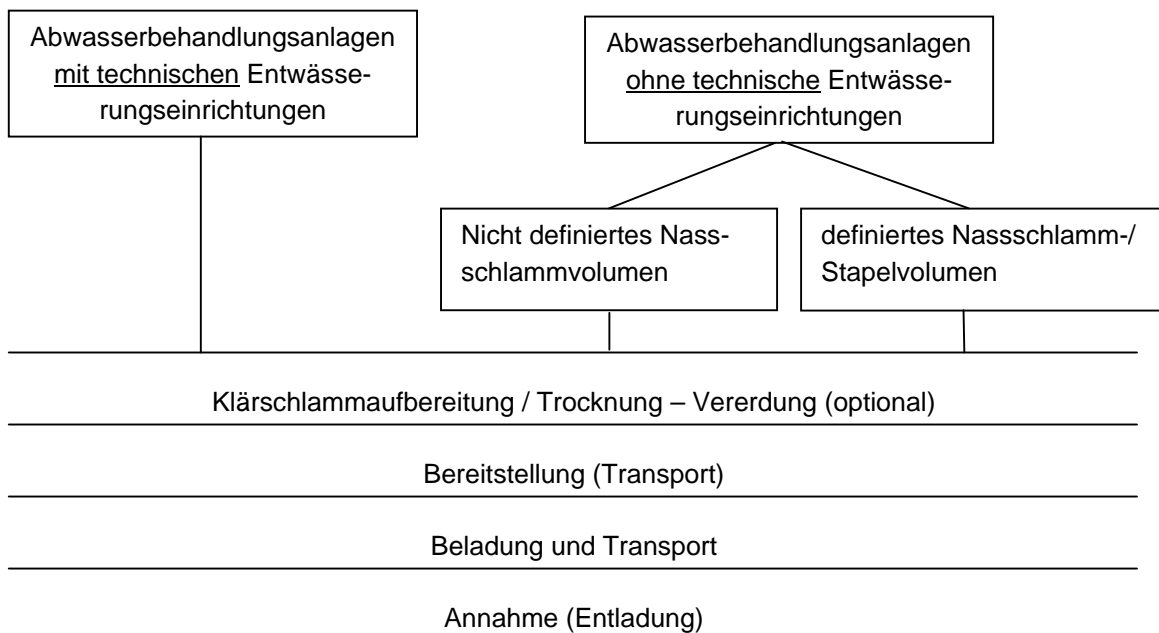 Abwasserbehandlungsanlagen
mit technischen Entwässe-
rungseinrichtungen
Abwasserbehandlungsanlagen
ohne technische Entwässe-
rungseinrichtungen
Nicht definiertes Nass-
schlammvolumen
definiertes Nassschlamm-/
Stapelvolumen
Klärschlammaufbereitung / Trocknung – Vererdung (optional)
Bereitstellung (Transport)
Beladung und Transport
Annahme (Entladung)